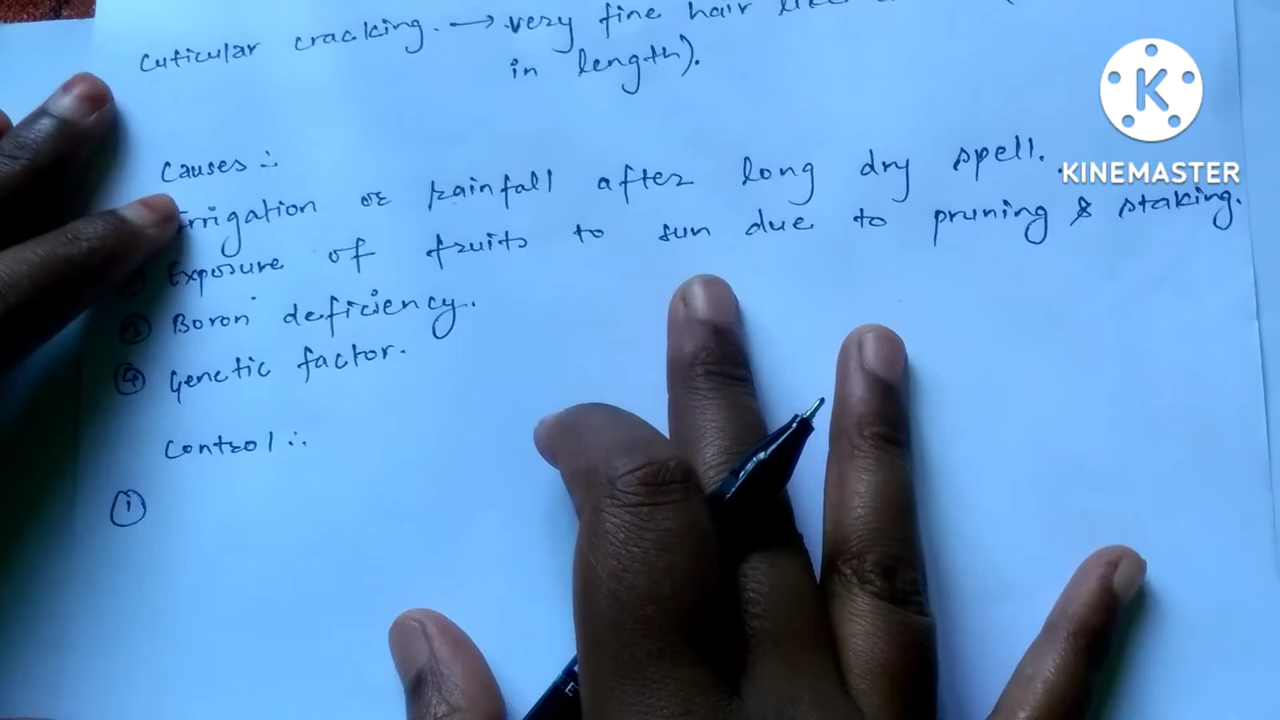 cuticular cracking. → very fine hair like
in length).
K
KINEMASTER
Causes :-
Irrigation or rainfall after long dry spell.
Exposure of fruits to sun due to pruning & staking.
③ Boron deficiency.
④ Genetic factor.
Control :-
①